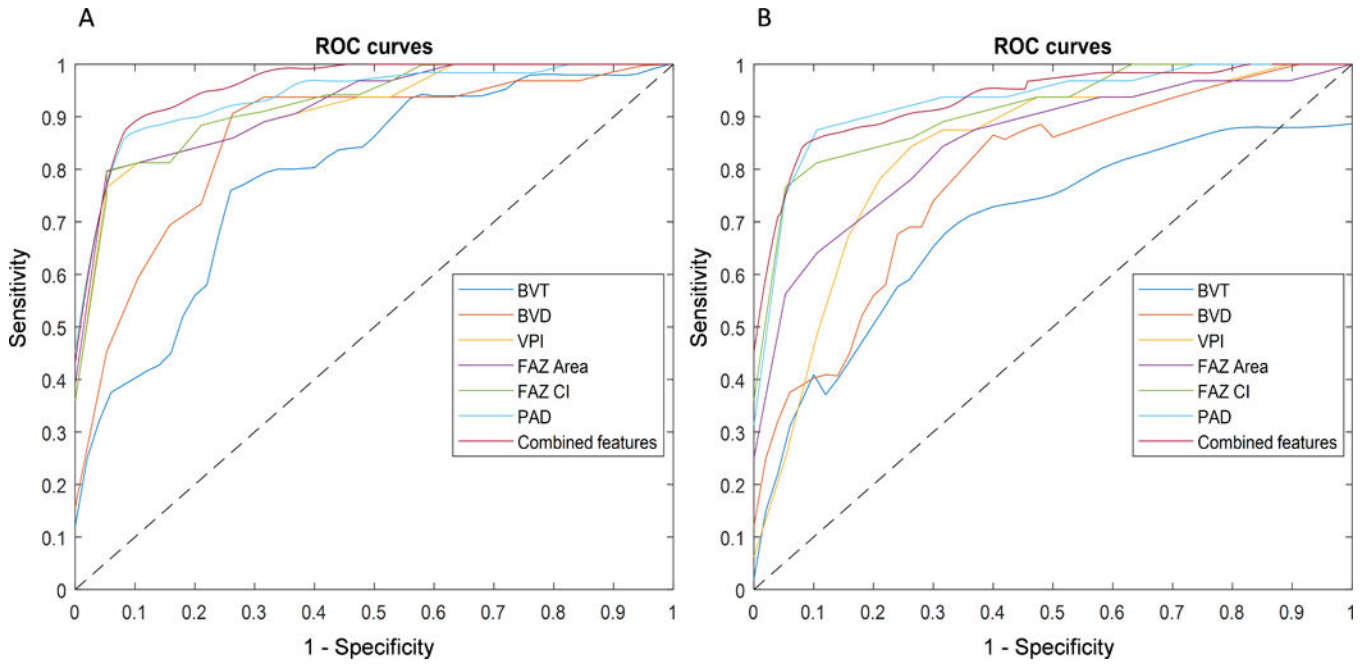 A
ROC curves
Sensitivity
1
0.9
0.8
0.7
0.6
0.5
0.4
0.3
0.2
0.1
0
0 0.1 0.2 0.3 0.4 0.5 0.6 0.7 0.8 0.9 1
1 - Specificity
BVT
BVD
VPI
FAZ Area
FAZ CI
PAD
Combined features
B
ROC curves
Sensitivity
1
0.9
0.8
0.7
0.6
0.5
0.4
0.3
0.2
0.1
0
0 0.1 0.2 0.3 0.4 0.5 0.6 0.7 0.8 0.9 1
1 - Specificity
BVT
BVD
VPI
FAZ Area
FAZ CI
PAD
Combined features